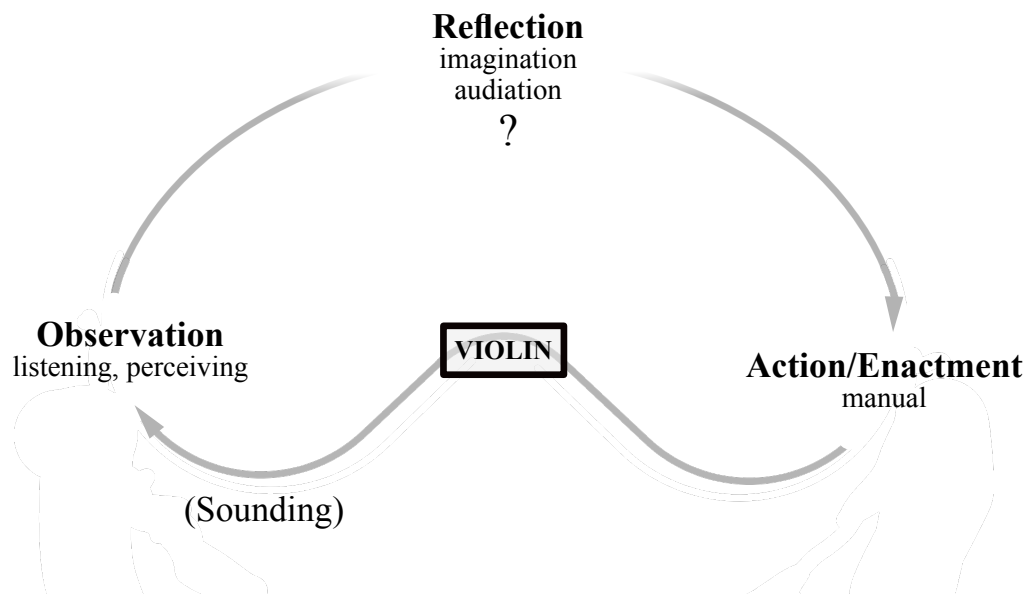 Reflection
imagination
audiation
?
Observation
listening, perceiving
VIOLIN
Action/Enactment
manual
(Sounding)